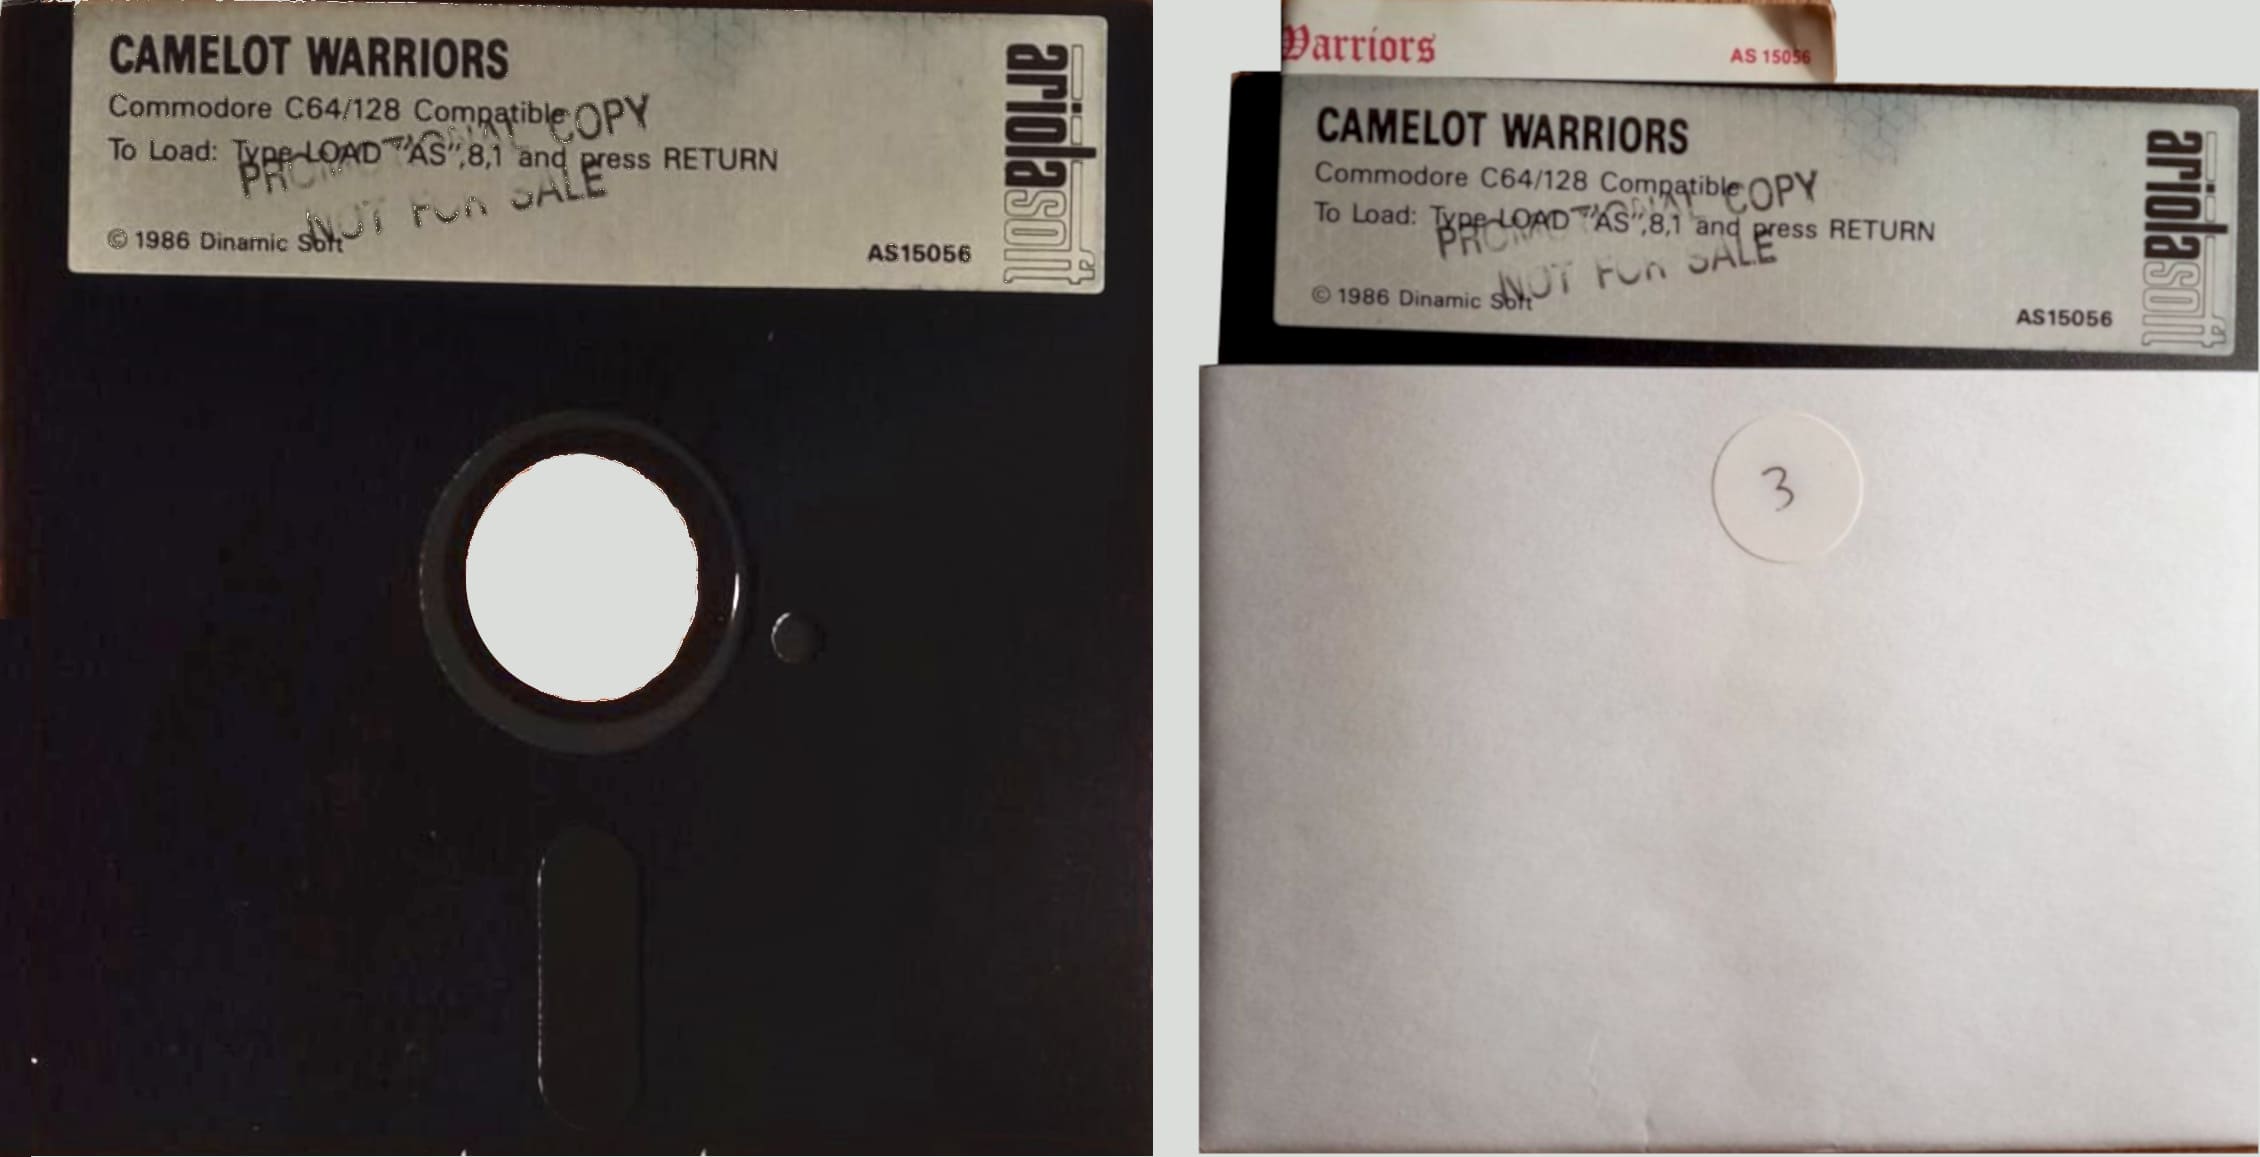 CAMELOT WARRIORS
Commodore C64/128 Compatible
To Load: Type LOAD "AS",8,1 and press RETURN
PROMOTIONAL COPY
NOT FOR SALE
© 1986 Dinamic Soft
AS15056
ariolasoft
Warriors
AS 15056
CAMELOT WARRIORS
Commodore C64/128 Compatible
To Load: Type LOAD "AS",8,1 and press RETURN
PROMOTIONAL COPY
NOT FOR SALE
© 1986 Dinamic Soft
AS15056
ariolasoft
3